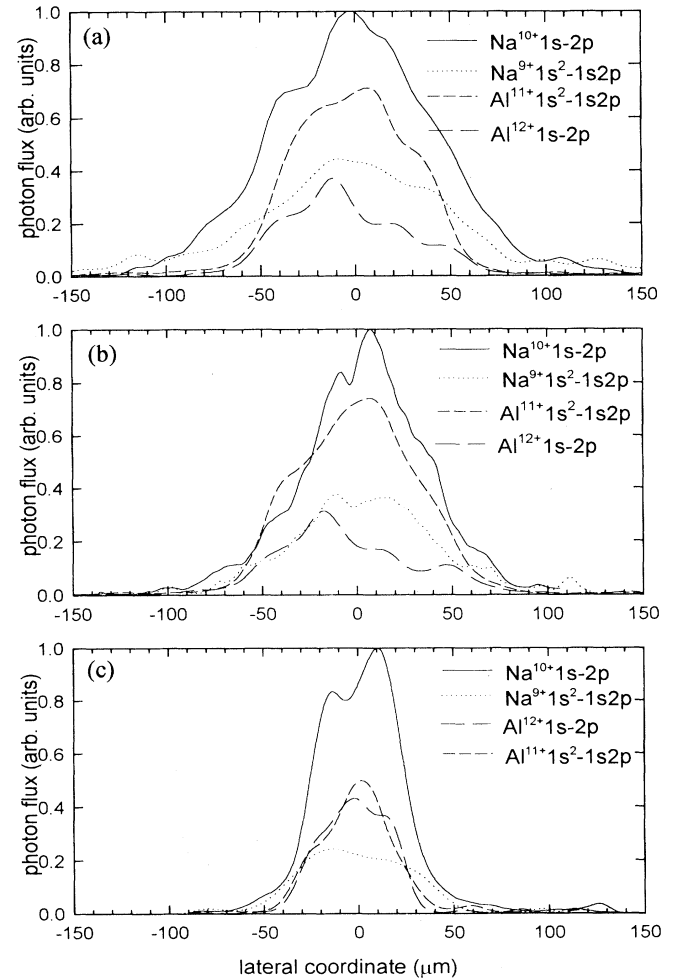 (a)
Na10+1s-2p
Na9+1s2-1s2p
Al11+1s2-1s2p
Al12+1s-2p
photon flux (arb. units)
1.0
0.8
0.6
0.4
0.2
0.0
-150 -100 -50 0 50 100 150
(b)
Na10+1s-2p
Na9+1s2-1s2p
Al11+1s2-1s2p
Al12+1s-2p
photon flux (arb. units)
1.0
0.8
0.6
0.4
0.2
0.0
-150 -100 -50 0 50 100 150
(c)
Na10+1s-2p
Na9+1s2-1s2p
Al12+1s-2p
Al11+1s2-1s2p
photon flux (arb. units)
1.0
0.8
0.6
0.4
0.2
0.0
-150 -100 -50 0 50 100 150
lateral coordinate (μm)